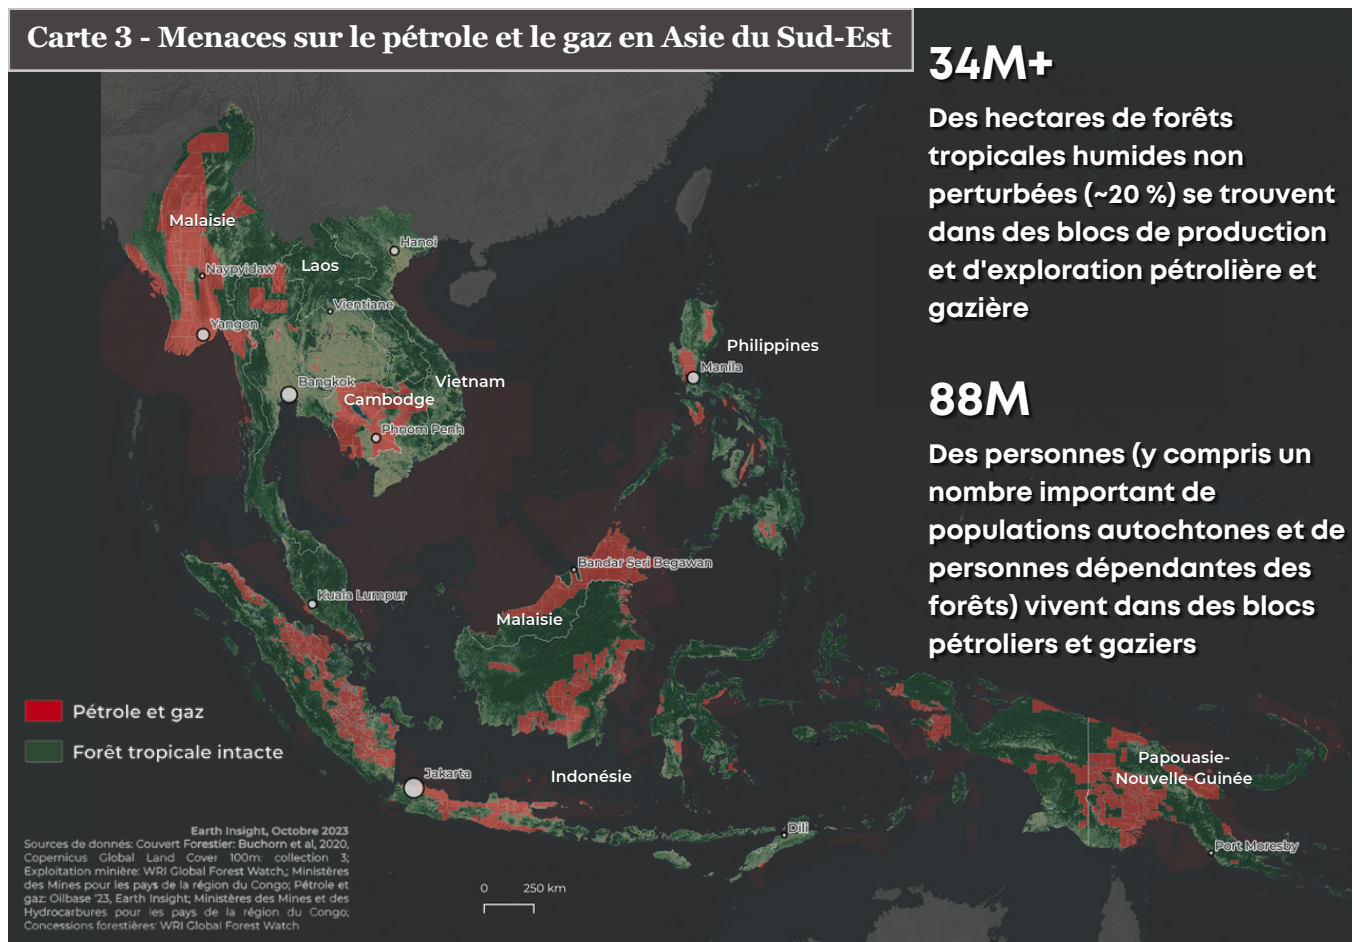 Carte 3 - Menaces sur le pétrole et le gaz en Asie du Sud-Est
34M+
Des hectares de forêts
tropicales humides non
perturbées (~20 %) se trouvent
dans des blocs de production
et d'exploration pétrolière et
gazière
88M
Des personnes (y compris un
nombre important de
populations autochtones et de
personnes dépendantes des
forêts) vivent dans des blocs
pétroliers et gaziers
Malaisie
Hanoi
Laos
Naypyidaw
Vientiane
Yangon
Philippines
Manila
Bangkok
Vietnam
Cambodge
Phnom Penh
Bandar Seri Begawan
Kuala Lumpur
Malaisie
Pétrole et gaz
Forêt tropicale intacte
Jakarta
Indonésie
Papouasie-
Nouvelle-Guinée
Dili
Port Moresby
Earth Insight, Octobre 2023
Sources de donnés: Couvert Forestier: Buchorn et al, 2020,
Copernicus Global Land Cover 100m: collection 3;
Exploitation minière: WRI Global Forest Watch,; Ministères
des Mines pour les pays de la région du Congo; Pétrole et
gaz: Oilbase '23, Earth Insight; Ministères des Mines et des
Hydrocarbures pour les pays de la région du Congo;
Concessions forestières: WRI Global Forest Watch
0 250 km